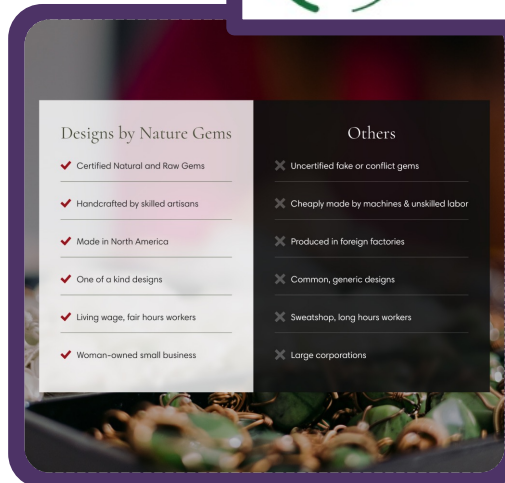 Designs by Nature Gems
Certified Natural and Raw Gems
Handcrafted by skilled artisans
Made in North America
One of a kind designs
Living wage, fair hours workers
Woman-owned small business
Others
Uncertified fake or conflict gems
Cheaply made by machines & unskilled labor
Produced in foreign factories
Common, generic designs
Sweatshop, long hours workers
Large corporations